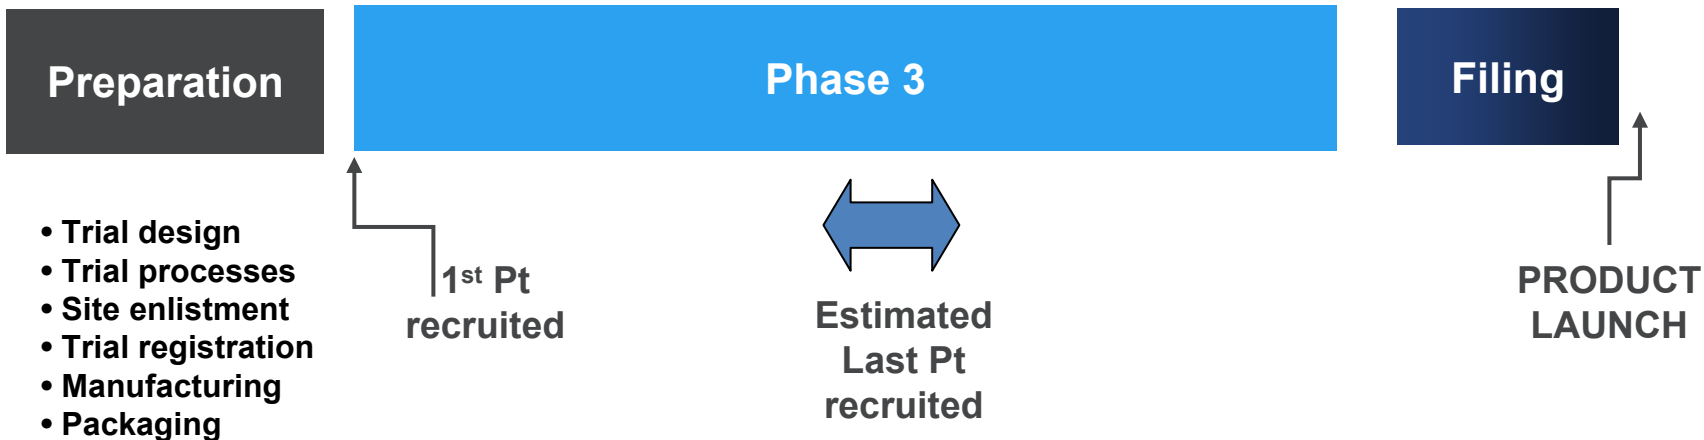 Preparation
Phase 3
Filing
• Trial design
• Trial processes
• Site enlistment
• Trial registration
• Manufacturing
• Packaging
1st Pt
recruited
Estimated
Last Pt
recruited
PRODUCT
LAUNCH